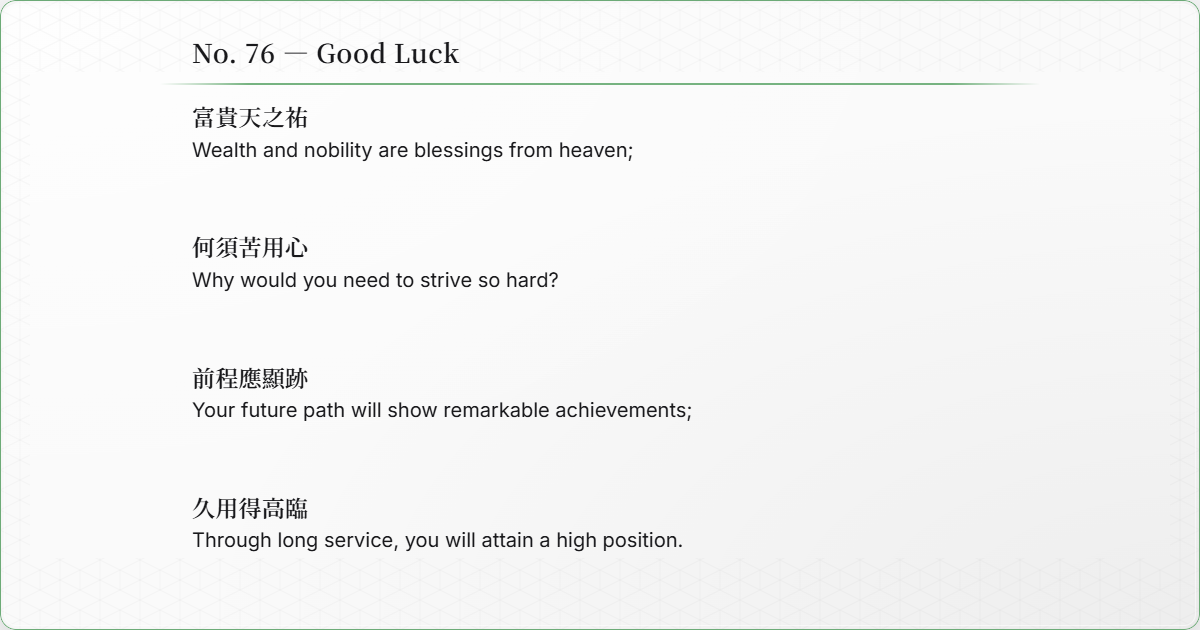 No. 76 — Good Luck
富貴天之祐
Wealth and nobility are blessings from heaven;
何須苦用心
Why would you need to strive so hard?
前程應顯跡
Your future path will show remarkable achievements;
久用得高臨
Through long service, you will attain a high position.